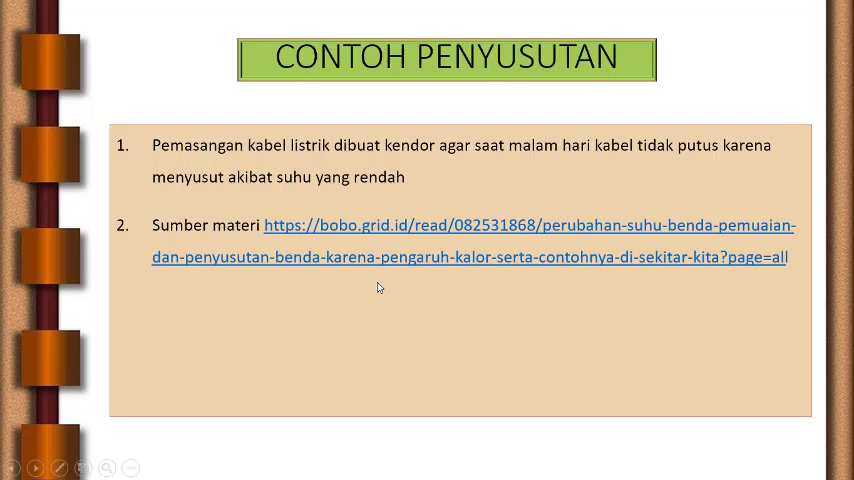 CONTOH PENYUSUTAN
1. Pemasangan kabel listrik dibuat kendor agar saat malam hari kabel tidak putus karena
menyusut akibat suhu yang rendah
2. Sumber materi https://bobo.grid.id/read/082531868/perubahan-suhu-benda-pemuaian-
dan-penyusutan-benda-karena-pengaruh-kalor-serta-contohnya-di-sekitar-kita?page=all